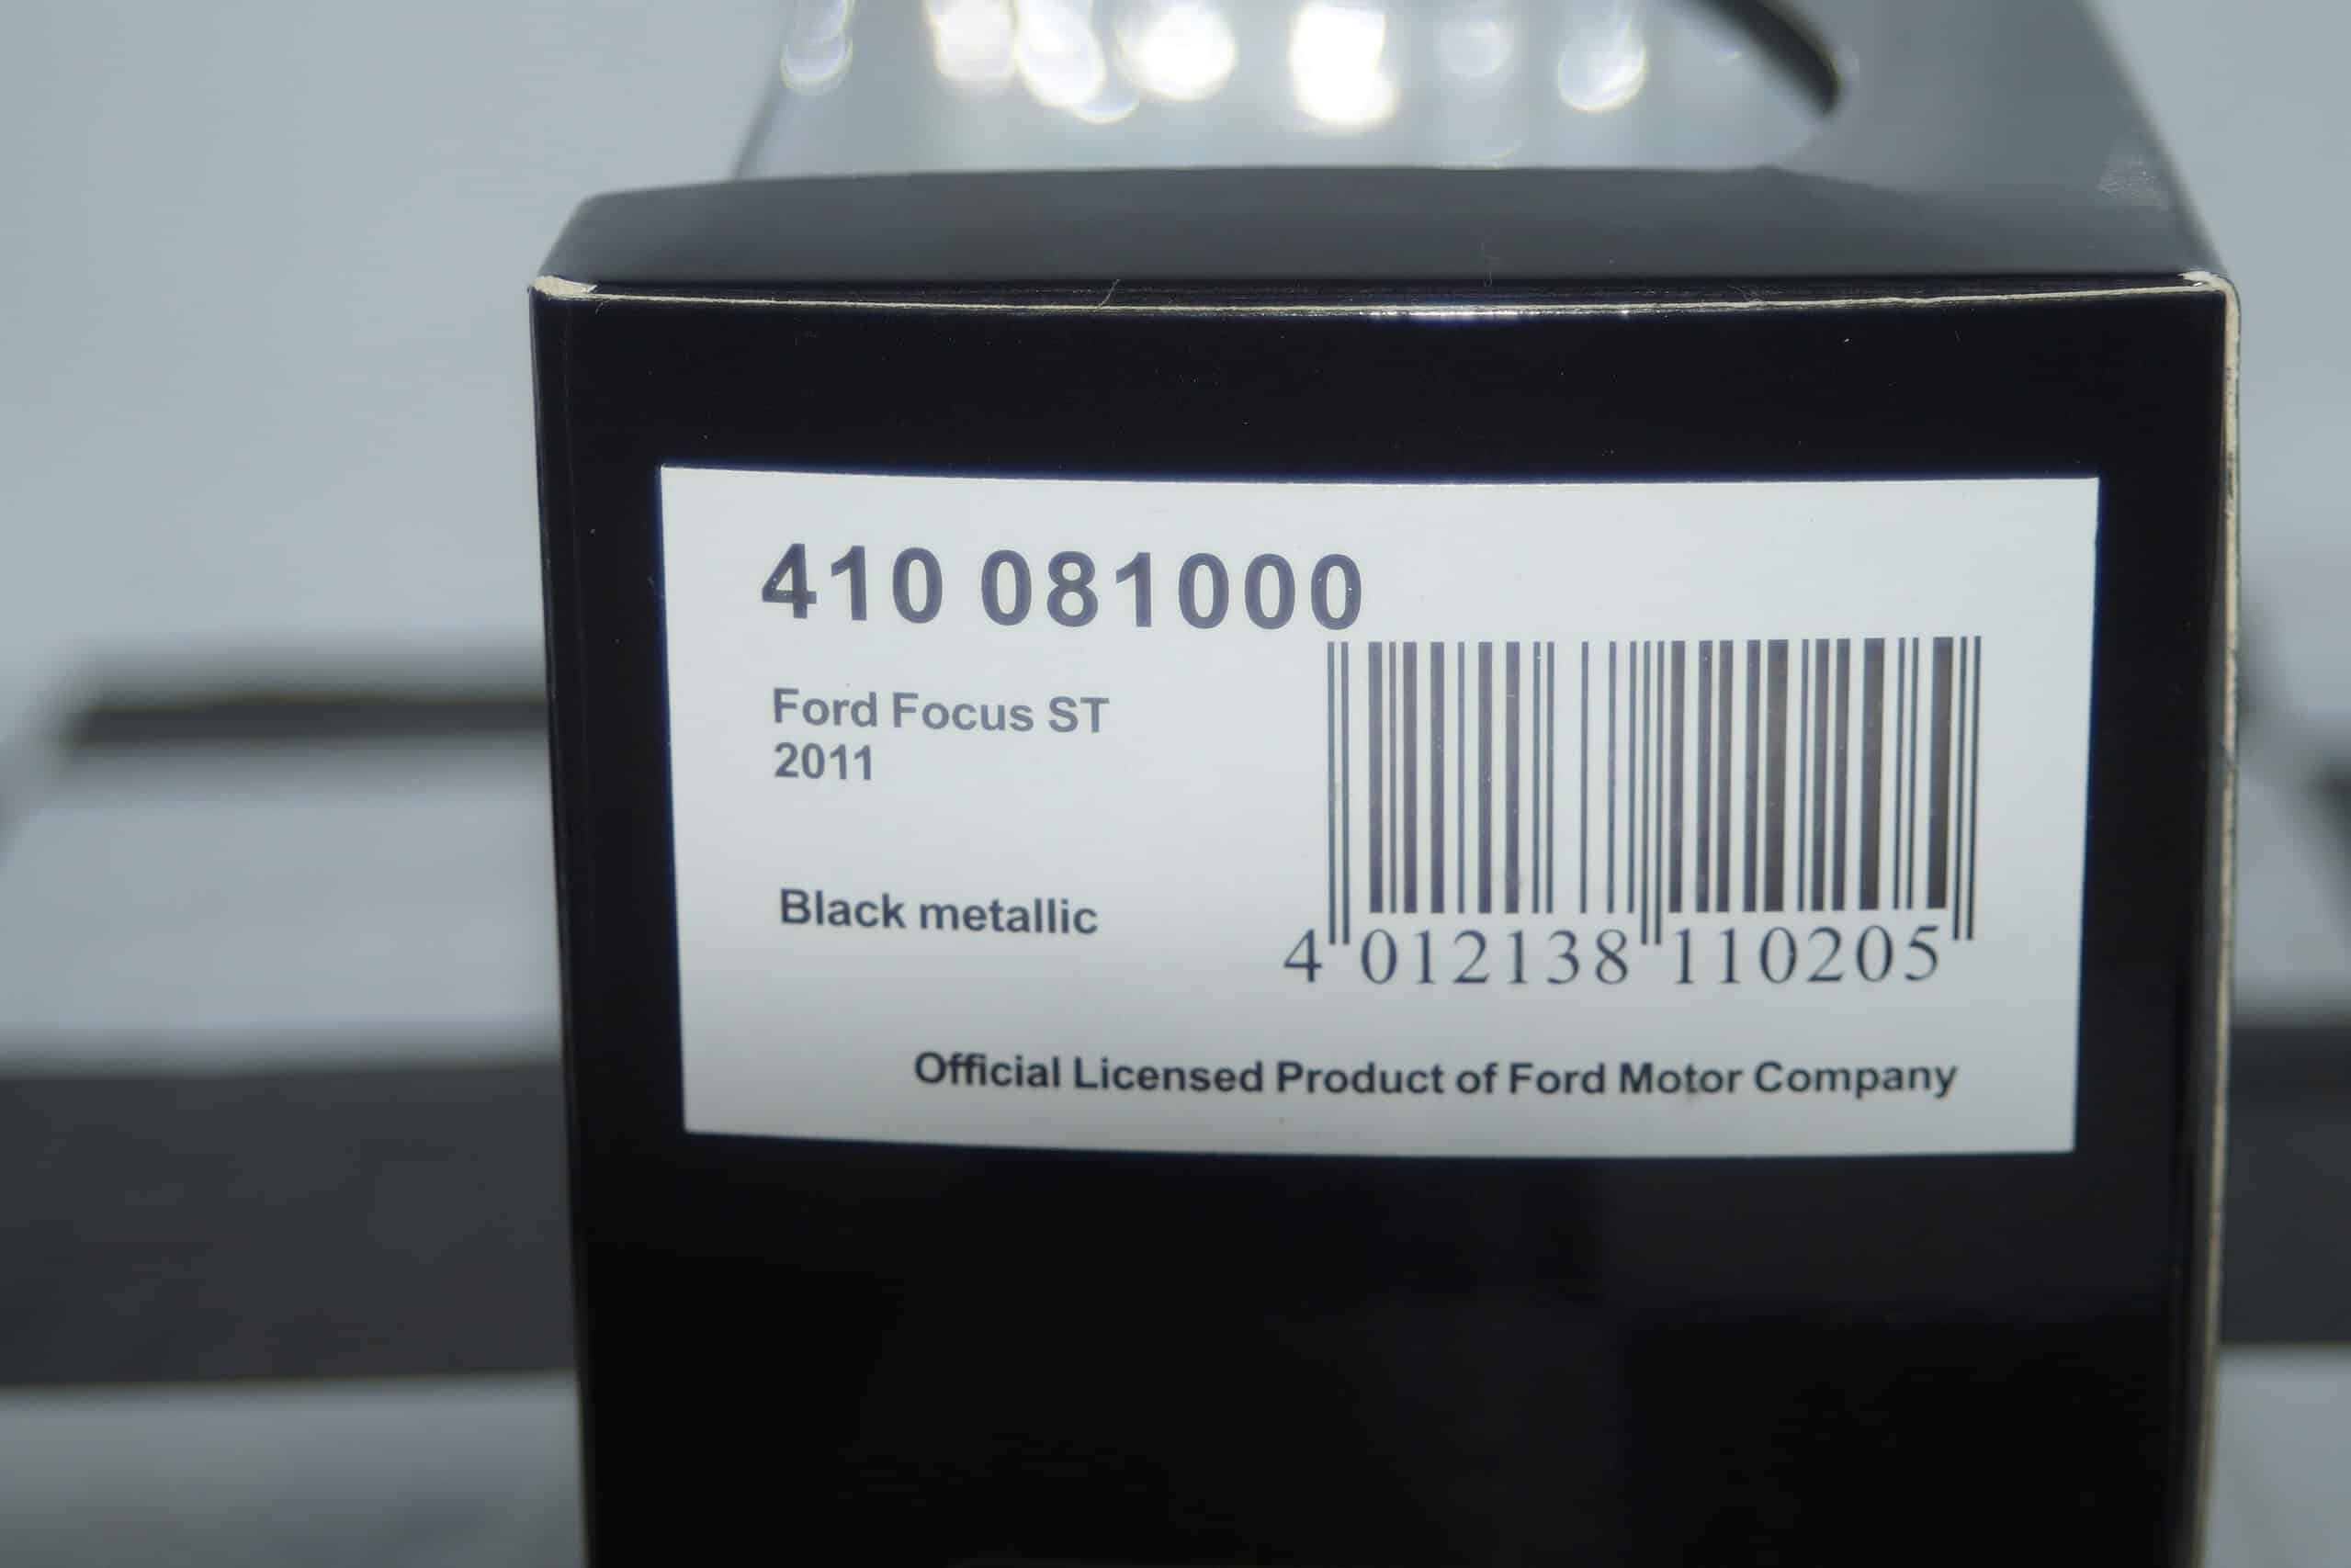 410 081000
Ford Focus ST
2011
Black metallic
4 012138 110205
Official Licensed Product of Ford Motor Company